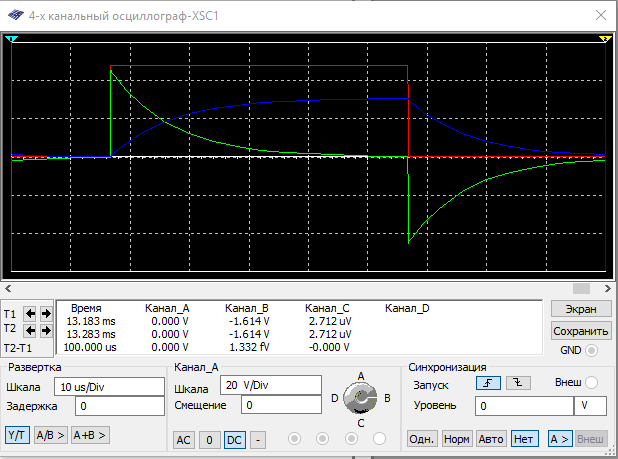 4-х канальный осциллограф-XSC1
1 2
Время Канал_A Канал_B Канал_C Канал_D
T1 13.183 ms 0.000 V -1.614 V 2.712 uV
T2 13.283 ms 0.000 V -1.614 V 2.712 uV
T2-T1 100.000 us 0.000 V 1.332 fV -0.000 V
Экран
Сохранить
GND
Развертка
Шкала 10 us/Div
Задержка 0
Y/T A/B > A+B >
Канал_A
Шкала 20 V/Div
Смещение 0
AC 0 DC -
A
D B
C
Синхронизация
Запуск Внеш
Уровень 0 V
Одн. Норм Авто Нет A > Внеш